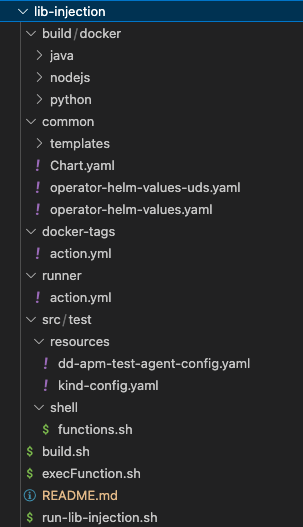 lib-injection
build/docker
java
nodejs
python
common
templates
Chart.yaml
operator-helm-values-uds.yaml
operator-helm-values.yaml
docker-tags
action.yml
runner
action.yml
src/test
resources
dd-apm-test-agent-config.yaml
kind-config.yaml
shell
functions.sh
build.sh
execFunction.sh
README.md
run-lib-injection.sh